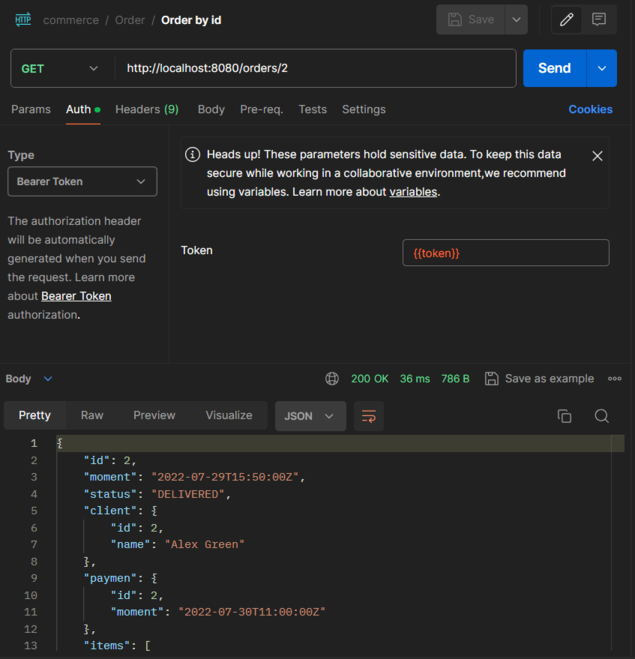 HTTP commerce / Order / Order by id Save
GET http://localhost:8080/orders/2 Send
Params Auth Headers (9) Body Pre-req. Tests Settings Cookies
Type
Bearer Token
The authorization header
will be automatically
generated when you send
the request. Learn more
about Bearer Token
authorization.
Heads up! These parameters hold sensitive data. To keep this data
secure while working in a collaborative environment,we recommend
using variables. Learn more about variables.
Token {{token}}
Body 200 OK 36 ms 786 B Save as example
Pretty Raw Preview Visualize JSON
1 {
2 "id": 2,
3 "moment": "2022-07-29T15:50:00Z",
4 "status": "DELIVERED",
5 "client": {
6 "id": 2,
7 "name": "Alex Green"
8 },
9 "paymen": {
10 "id": 2,
11 "moment": "2022-07-30T11:00:00Z"
12 },
13 "items": [